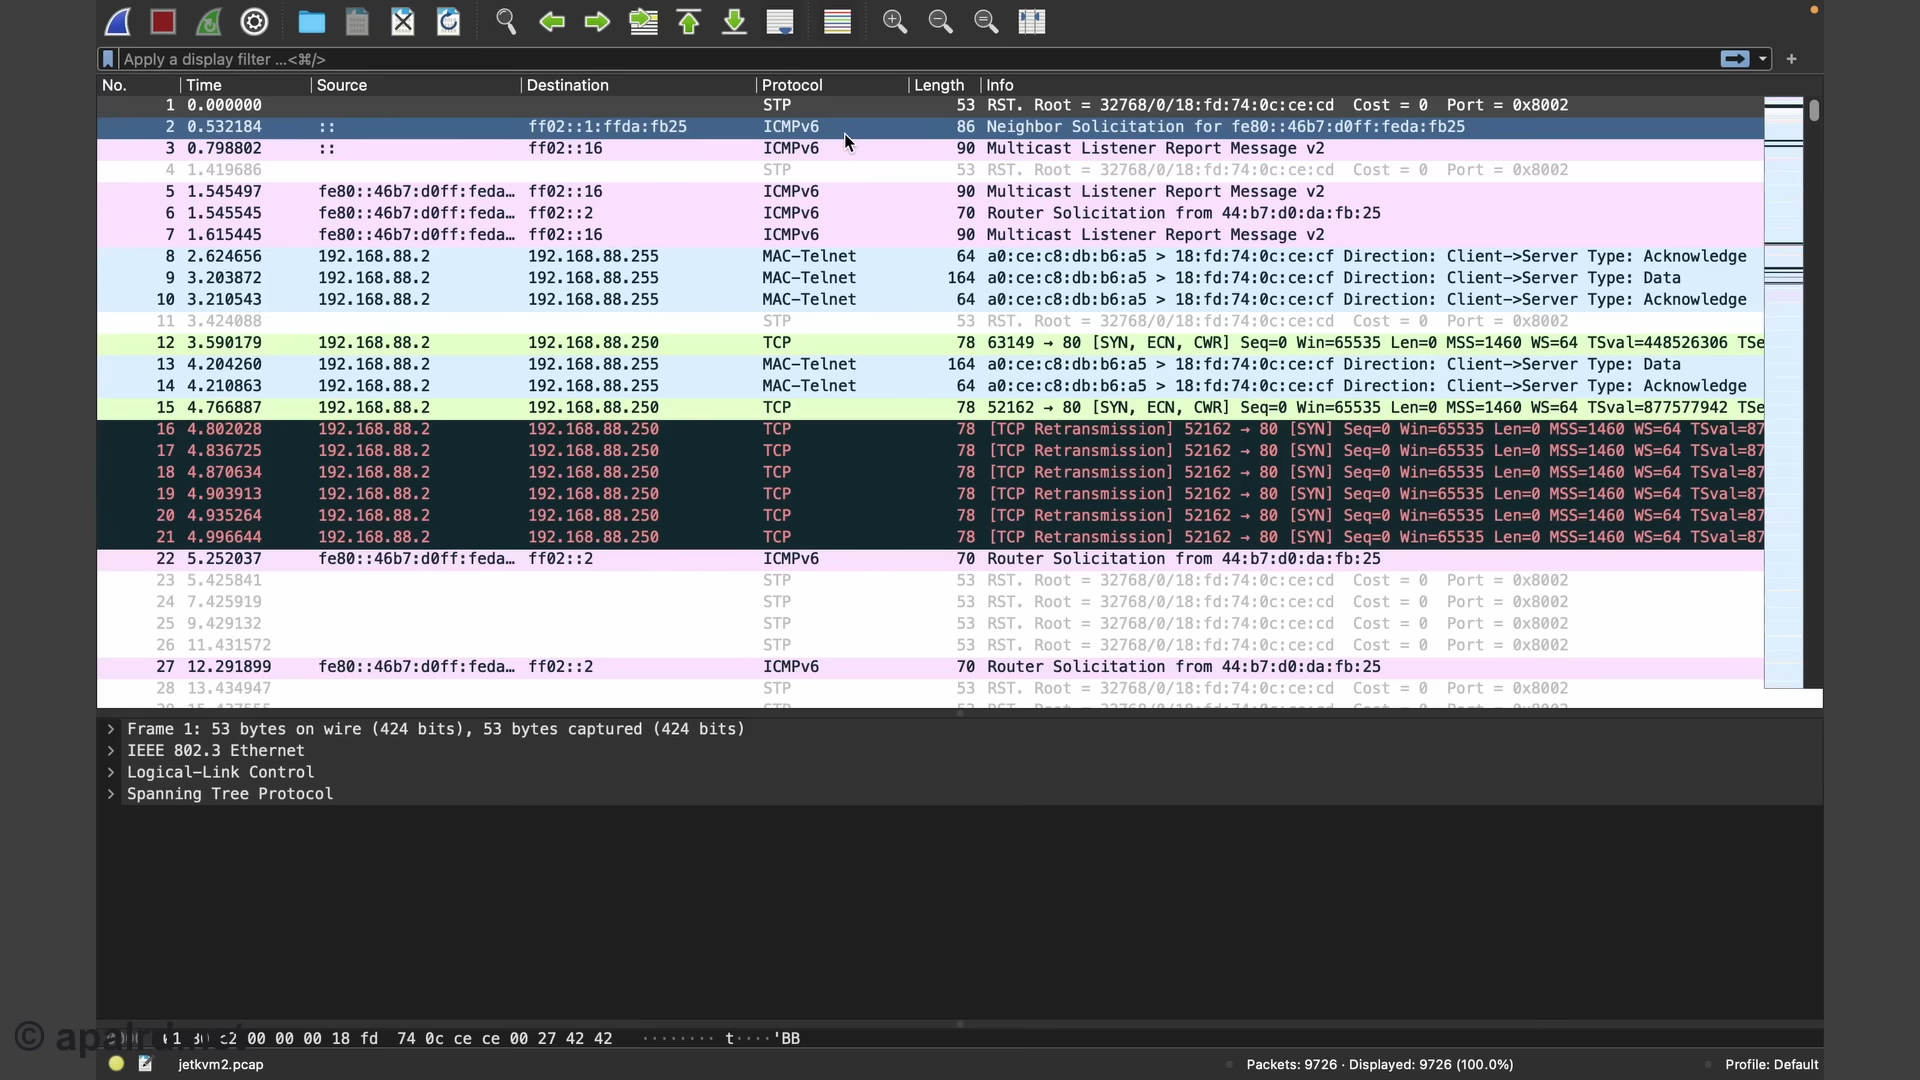 Apply a display filter ...<⌘/>
No. Time Source Destination Protocol Length Info
1 0.000000 STP 53 RST. Root = 32768/0/18:fd:74:0c:ce:cd Cost = 0 Port = 0x8002
2 0.532184 :: ff02::1:ffda:fb25 ICMPv6 86 Neighbor Solicitation for fe80::46b7:d0ff:feda:fb25
3 0.798802 :: ff02::16 ICMPv6 90 Multicast Listener Report Message v2
4 1.419686 STP 53 RST. Root = 32768/0/18:fd:74:0c:ce:cd Cost = 0 Port = 0x8002
5 1.545497 fe80::46b7:d0ff:feda… ff02::16 ICMPv6 90 Multicast Listener Report Message v2
6 1.545545 fe80::46b7:d0ff:feda… ff02::2 ICMPv6 70 Router Solicitation from 44:b7:d0:da:fb:25
7 1.615445 fe80::46b7:d0ff:feda… ff02::16 ICMPv6 90 Multicast Listener Report Message v2
8 2.624656 192.168.88.2 192.168.88.255 MAC-Telnet 64 a0:ce:c8:db:b6:a5 > 18:fd:74:0c:ce:cf Direction: Client->Server Type: Acknowledge
9 3.203872 192.168.88.2 192.168.88.255 MAC-Telnet 164 a0:ce:c8:db:b6:a5 > 18:fd:74:0c:ce:cf Direction: Client->Server Type: Data
10 3.210543 192.168.88.2 192.168.88.255 MAC-Telnet 64 a0:ce:c8:db:b6:a5 > 18:fd:74:0c:ce:cf Direction: Client->Server Type: Acknowledge
11 3.424088 STP 53 RST. Root = 32768/0/18:fd:74:0c:ce:cd Cost = 0 Port = 0x8002
12 3.590179 192.168.88.2 192.168.88.250 TCP 78 63149 → 80 [SYN, ECN, CWR] Seq=0 Win=65535 Len=0 MSS=1460 WS=64 TSval=448526306 TSe
13 4.204260 192.168.88.2 192.168.88.255 MAC-Telnet 164 a0:ce:c8:db:b6:a5 > 18:fd:74:0c:ce:cf Direction: Client->Server Type: Data
14 4.210863 192.168.88.2 192.168.88.255 MAC-Telnet 64 a0:ce:c8:db:b6:a5 > 18:fd:74:0c:ce:cf Direction: Client->Server Type: Acknowledge
15 4.766887 192.168.88.2 192.168.88.250 TCP 78 52162 → 80 [SYN, ECN, CWR] Seq=0 Win=65535 Len=0 MSS=1460 WS=64 TSval=877577942 TSe
16 4.802028 192.168.88.2 192.168.88.250 TCP 78 [TCP Retransmission] 52162 → 80 [SYN] Seq=0 Win=65535 Len=0 MSS=1460 WS=64 TSval=87
17 4.836725 192.168.88.2 192.168.88.250 TCP 78 [TCP Retransmission] 52162 → 80 [SYN] Seq=0 Win=65535 Len=0 MSS=1460 WS=64 TSval=87
18 4.870634 192.168.88.2 192.168.88.250 TCP 78 [TCP Retransmission] 52162 → 80 [SYN] Seq=0 Win=65535 Len=0 MSS=1460 WS=64 TSval=87
19 4.903913 192.168.88.2 192.168.88.250 TCP 78 [TCP Retransmission] 52162 → 80 [SYN] Seq=0 Win=65535 Len=0 MSS=1460 WS=64 TSval=87
20 4.935264 192.168.88.2 192.168.88.250 TCP 78 [TCP Retransmission] 52162 → 80 [SYN] Seq=0 Win=65535 Len=0 MSS=1460 WS=64 TSval=87
21 4.996644 192.168.88.2 192.168.88.250 TCP 78 [TCP Retransmission] 52162 → 80 [SYN] Seq=0 Win=65535 Len=0 MSS=1460 WS=64 TSval=87
22 5.252037 fe80::46b7:d0ff:feda… ff02::2 ICMPv6 70 Router Solicitation from 44:b7:d0:da:fb:25
23 5.425841 STP 53 RST. Root = 32768/0/18:fd:74:0c:ce:cd Cost = 0 Port = 0x8002
24 7.425919 STP 53 RST. Root = 32768/0/18:fd:74:0c:ce:cd Cost = 0 Port = 0x8002
25 9.429132 STP 53 RST. Root = 32768/0/18:fd:74:0c:ce:cd Cost = 0 Port = 0x8002
26 11.431572 STP 53 RST. Root = 32768/0/18:fd:74:0c:ce:cd Cost = 0 Port = 0x8002
27 12.291899 fe80::46b7:d0ff:feda… ff02::2 ICMPv6 70 Router Solicitation from 44:b7:d0:da:fb:25
28 13.434947 STP 53 RST. Root = 32768/0/18:fd:74:0c:ce:cd Cost = 0 Port = 0x8002
Frame 1: 53 bytes on wire (424 bits), 53 bytes captured (424 bits)
IEEE 802.3 Ethernet
Logical-Link Control
Spanning Tree Protocol
00 00 00 18 fd 74 0c ce ce 00 27 42 42 ········ t····'BB
jetkvm2.pcap Packets: 9726 · Displayed: 9726 (100.0%) Profile: Default